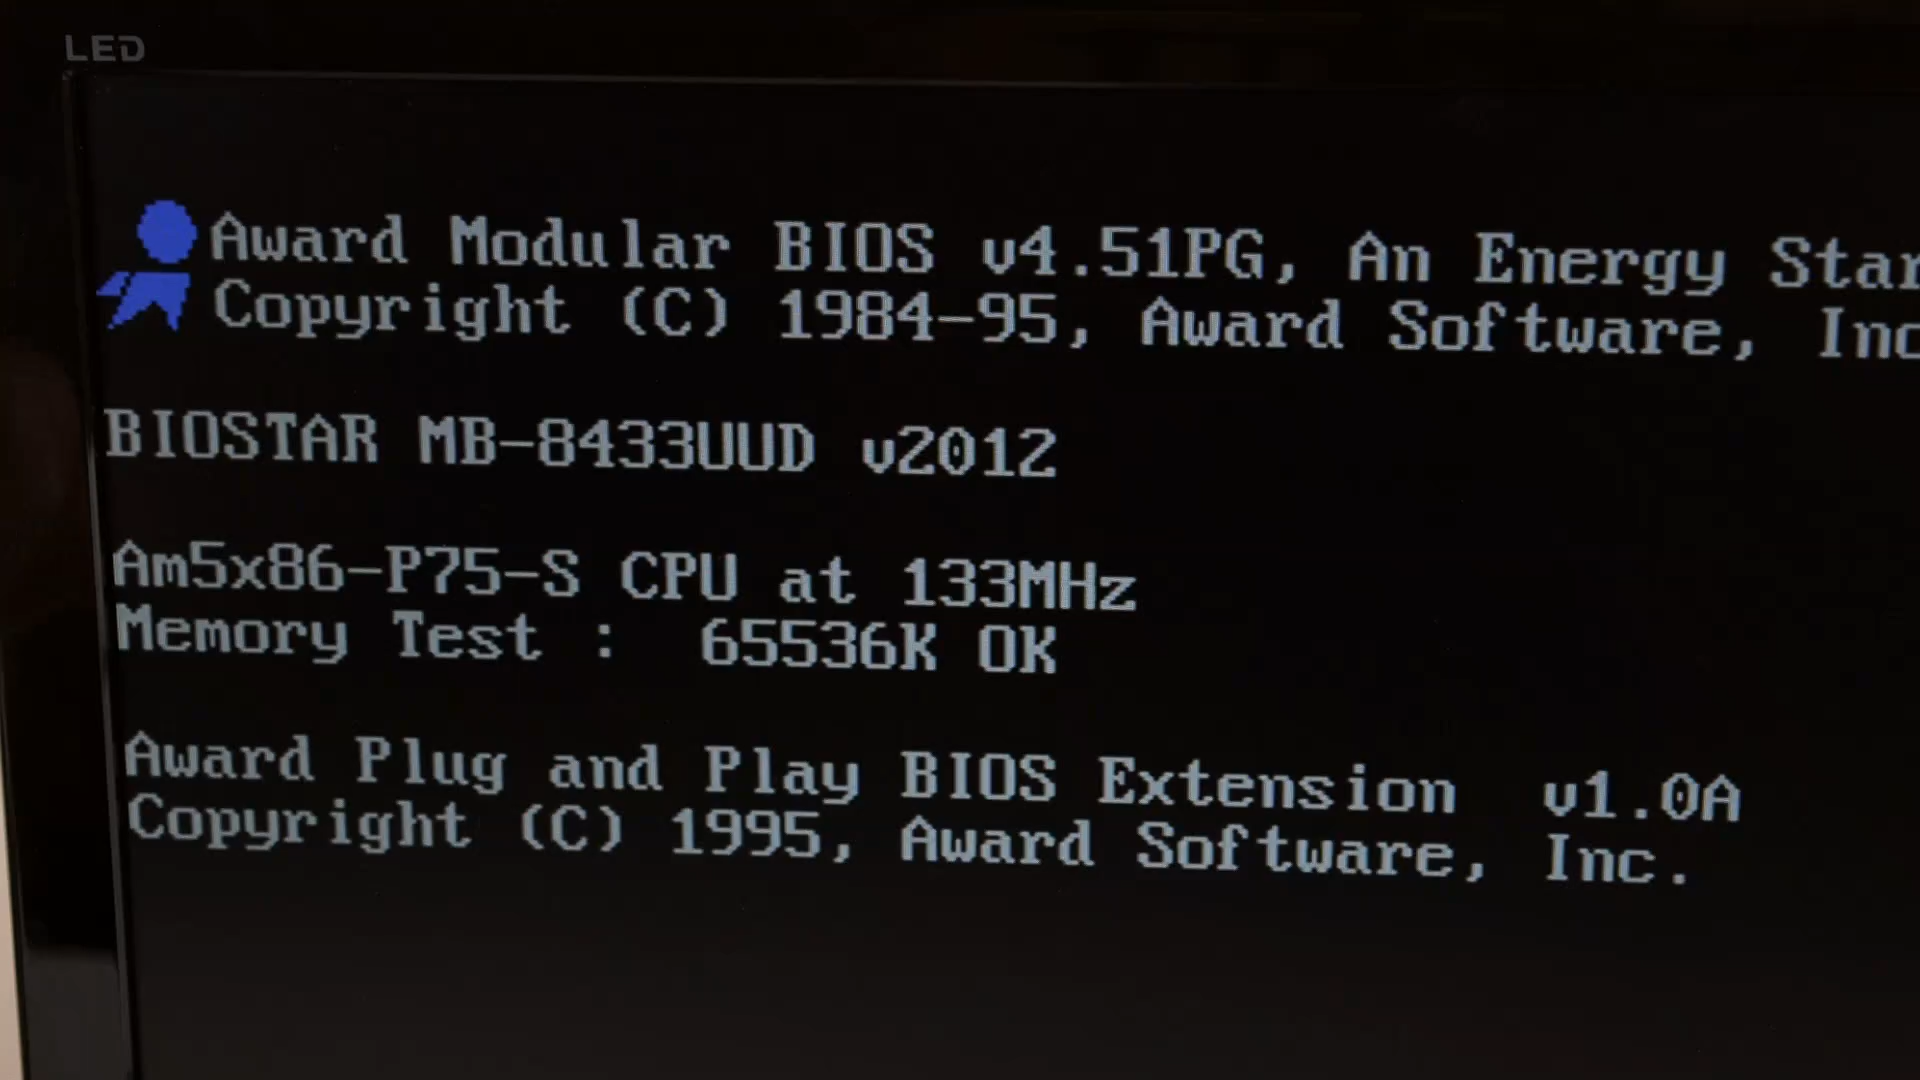 LED
Award Modular BIOS v4.51PG, An Energy Star
Copyright (C) 1984-95, Award Software, Inc
BIOSTAR MB-8433UUD v2012
Am5x86-P75-S CPU at 133MHz
Memory Test :  65536K OK
Award Plug and Play BIOS Extension  v1.0A
Copyright (C) 1995, Award Software, Inc.